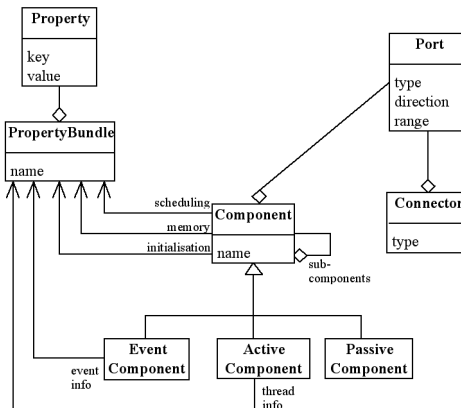 Property
key
value
Port
type
direction
range
PropertyBundle
name
scheduling
memory
initialisation
Component
name
sub-
components
Connector
type
Event
Component
Active
Component
Passive
Component
event
info
thread
info